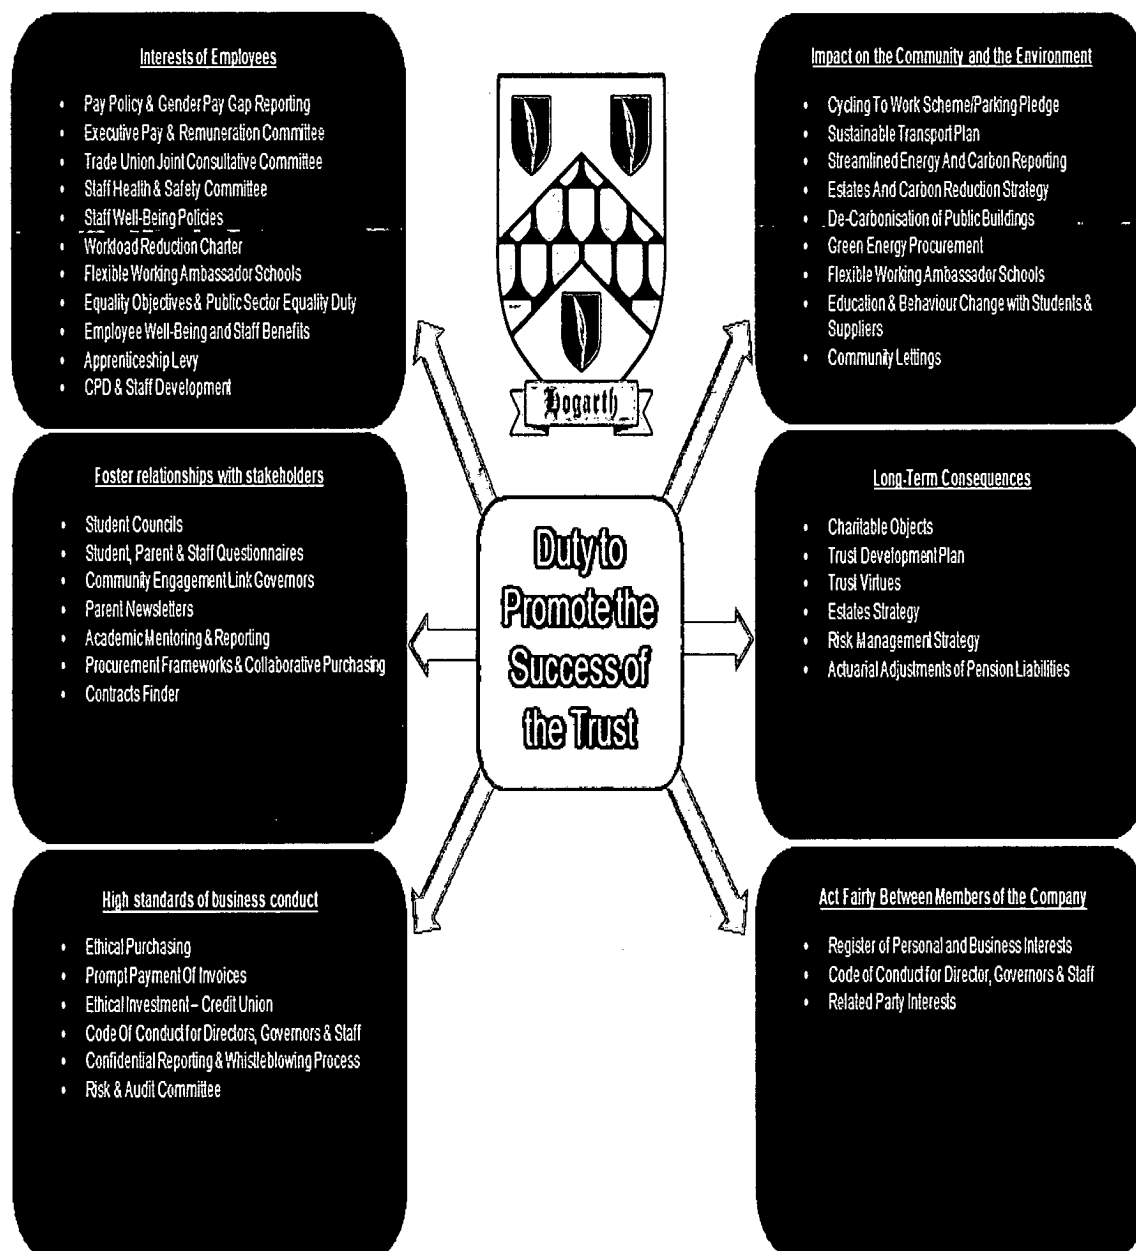 Interests of Employees
• Pay Policy & Gender Pay Gap Reporting
• Executive Pay & Remuneration Committee
• Trade Union Joint Consultative Committee
• Staff Health & Safety Committee
• Staff Well-Being Policies
• Workload Reduction Charter
• Flexible Working Ambassador Schools
• Equality Objectives & Public Sector Equality Duty
• Employee Well-Being and Staff Benefits
• Apprenticeship Levy
• CPD & Staff Development
Hogarth
Impact on the Community and the Environment
• Cycling To Work Scheme/Parking Pledge
• Sustainable Transport Plan
• Streamlined Energy And Carbon Reporting
• Estates And Carbon Reduction Strategy
• De-Carbonisation of Public Buildings
• Green Energy Procurement
• Flexible Working Ambassador Schools
• Education & Behaviour Change with Students &
Suppliers
• Community Lettings
Foster relationships with stakeholders
• Student Councils
• Student, Parent & Staff Questionnaires
• Community Engagement Link Governors
• Parent Newsletters
• Academic Mentoring & Reporting
• Procurement Frameworks & Collaborative Purchasing
• Contracts Finder
Duty to
Promote the
Success of
the Trust
Long-Term Consequences
• Charitable Objects
• Trust Development Plan
• Trust Virtues
• Estates Strategy
• Risk Management Strategy
• Actuarial Adjustments of Pension Liabilities
High standards of business conduct
• Ethical Purchasing
• Prompt Payment Of Invoices
• Ethical Investment – Credit Union
• Code Of Conduct for Directors, Governors & Staff
• Confidential Reporting & Whistleblowing Process
• Risk & Audit Committee
Act Fairly Between Members of the Company
• Register of Personal and Business Interests
• Code of Conduct for Director, Governors & Staff
• Related Party Interests